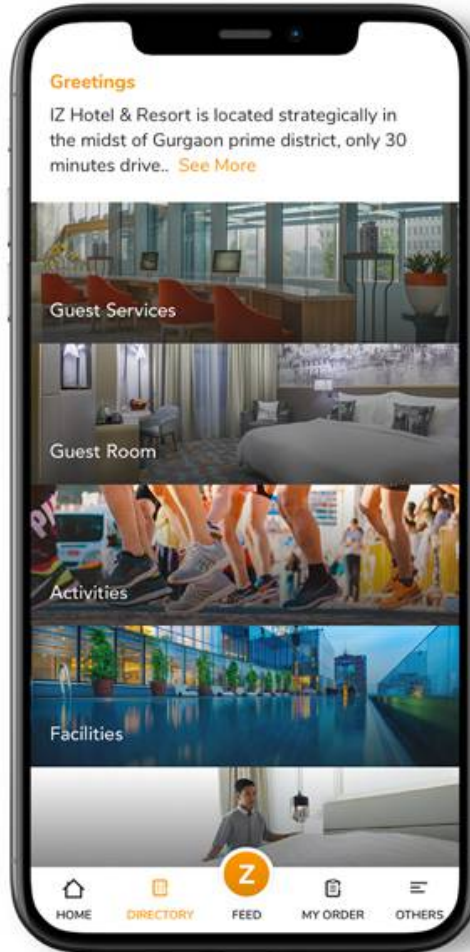 Greetings
IZ Hotel & Resort is located strategically in
the midst of Gurgaon prime district, only 30
minutes drive.. See More
Guest Services
Guest Room
Activities
Facilities
Z
HOME
DIRECTORY
FEED
MY ORDER
OTHERS